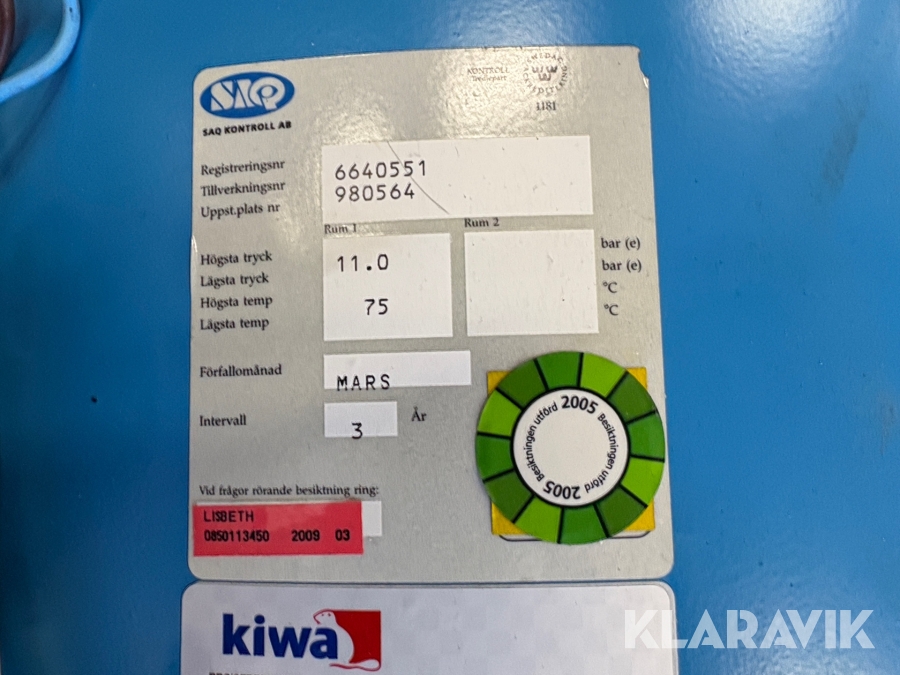 SAQ
SAQ KONTROLL AB
KONTROLL
Tredjepart
1181
Registreringsnr 6640551
Tillverkningsnr 980564
Uppst.plats nr
Rum 1 Rum 2
Högsta tryck 11.0 bar (e)
Lägsta tryck bar (e)
Högsta temp 75 °C
Lägsta temp °C
Förfallomånad MARS
Intervall 3 År
Besiktningen utförd 2005
Besiktningen utförd 2005
Vid frågor rörande besiktning ring:
LISBETH
0850113450 2009 03
kiwa
KLARAVIK